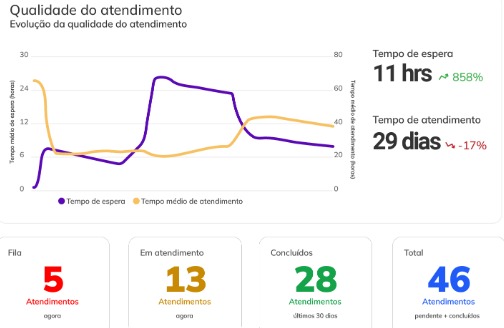 Qualidade do atendimento
Evolução da qualidade do atendimento
30
24
12
6
0
80
60
40
20
0
Tempo médio de espera (horas)
Tempo médio de atendimento (horas)
Tempo de espera
Tempo médio de atendimento
Tempo de espera
11 hrs 858%
Tempo de atendimento
29 dias -17%
Fila
5
Atendimentos
agora
Em atendimento
13
Atendimentos
agora
Concluídos
28
Atendimentos
últimos 30 dias
Total
46
Atendimentos
pendente + concluídos